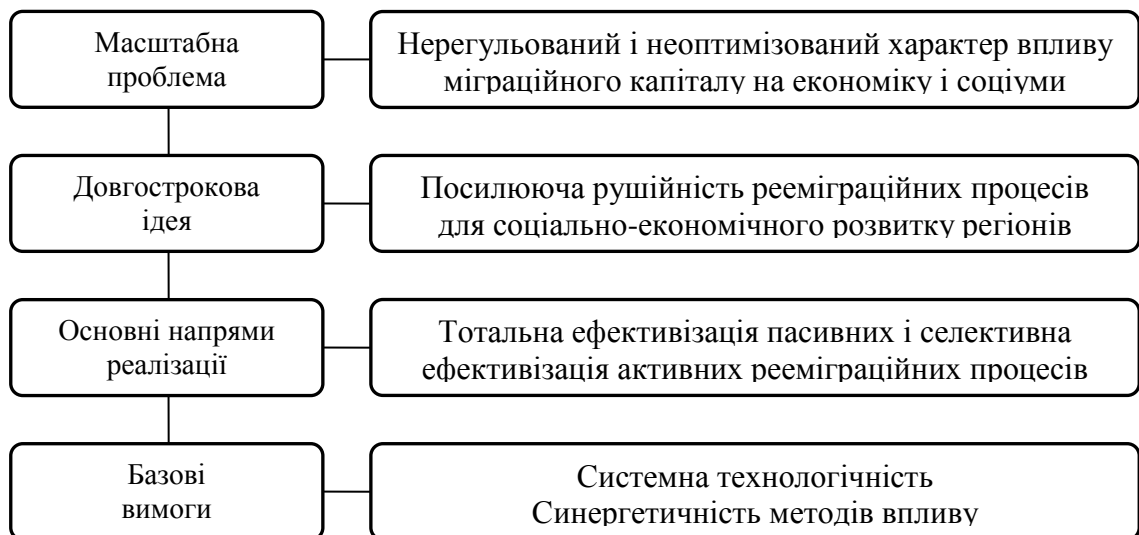 Масштабна
проблема
Нерегульований і неоптимізований характер впливу
міграційного капіталу на економіку і соціуми
Довгострокова
ідея
Посилююча рушійність рееміграційних процесів
для соціально-економічного розвитку регіонів
Основні напрями
реалізації
Тотальна ефективізація пасивних і селективна
ефективізація активних рееміграційних процесів
Базові
вимоги
Системна технологічність
Синергетичність методів впливу